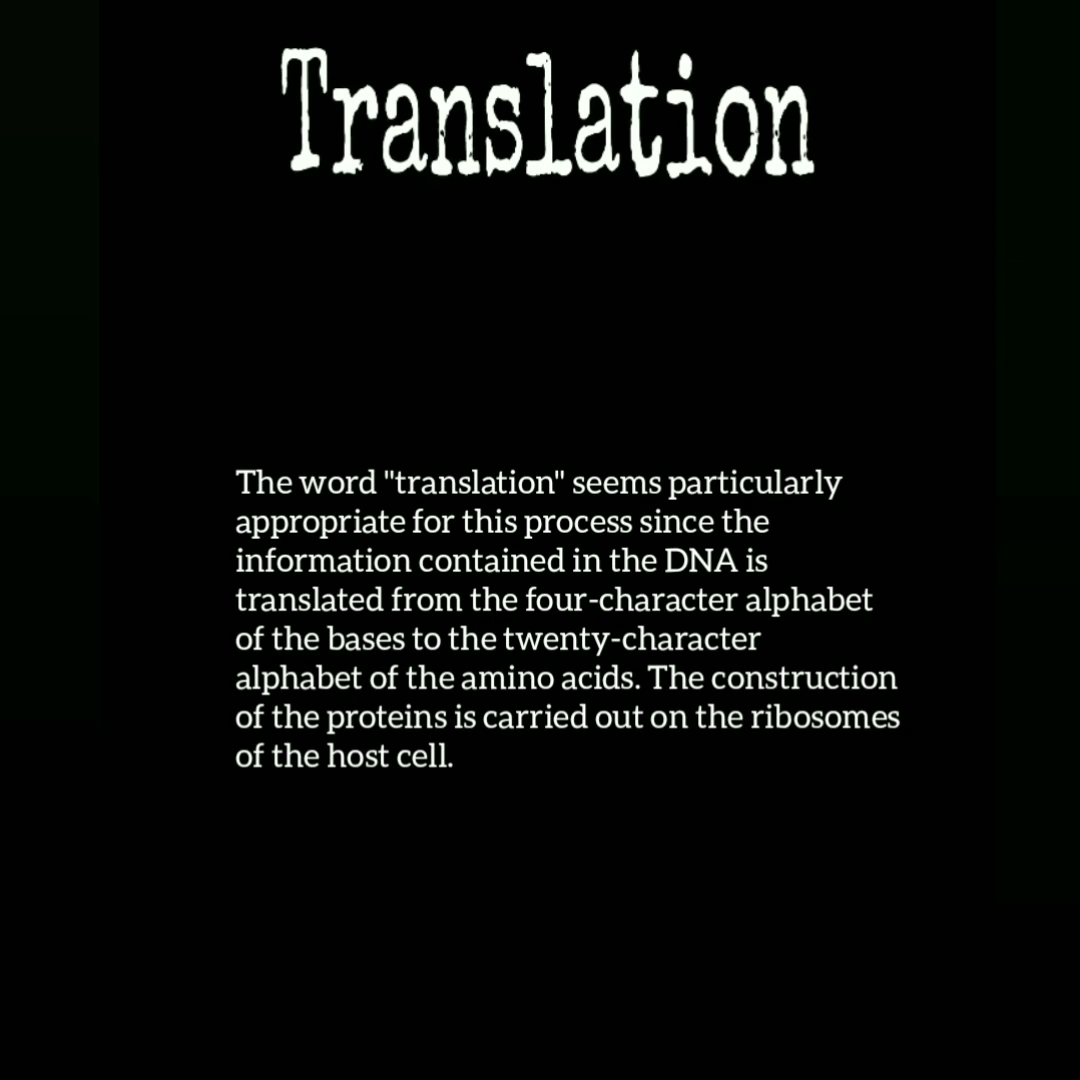 Translation
The word "translation" seems particularly
appropriate for this process since the
information contained in the DNA is
translated from the four-character alphabet
of the bases to the twenty-character
alphabet of the amino acids. The construction
of the proteins is carried out on the ribosomes
of the host cell.